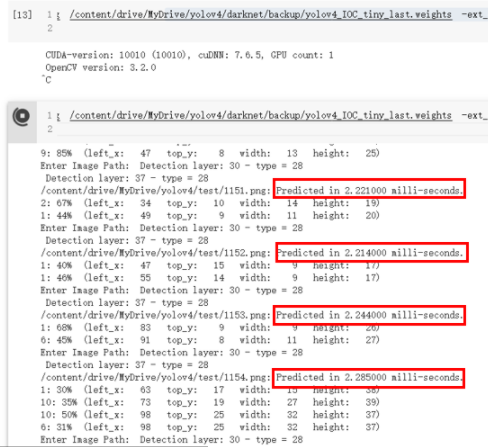 [13] 1 ; /content/drive/MyDrive/yolov4/darknet/backup/yolov4_IOC_tiny_last.weights -ext_
2
CUDA-version: 10010 (10010), cuDNN: 7.6.5, GPU count: 1
OpenCV version: 3.2.0
^C
1 ; /content/drive/MyDrive/yolov4/darknet/backup/yolov4_IOC_tiny_last.weights -ext_
2
9: 85% (left_x: 47 top_y: 8 width: 13 height: 25)
Enter Image Path: Detection layer: 30 - type = 28
Detection layer: 37 - type = 28
/content/drive/MyDrive/yolov4/test/1151.png: Predicted in 2.221000 milli-seconds.
2: 67% (left_x: 34 top_y: 10 width: 14 height: 19)
1: 44% (left_x: 49 top_y: 9 width: 11 height: 20)
Enter Image Path: Detection layer: 30 - type = 28
Detection layer: 37 - type = 28
/content/drive/MyDrive/yolov4/test/1152.png: Predicted in 2.214000 milli-seconds.
1: 40% (left_x: 47 top_y: 15 width: 9 height: 17)
1: 46% (left_x: 55 top_y: 14 width: 9 height: 17)
Enter Image Path: Detection layer: 30 - type = 28
Detection layer: 37 - type = 28
/content/drive/MyDrive/yolov4/test/1153.png: Predicted in 2.244000 milli-seconds.
1: 68% (left_x: 83 top_y: 9 width: 9 height: 26)
6: 45% (left_x: 91 top_y: 8 width: 11 height: 27)
Enter Image Path: Detection layer: 30 - type = 28
Detection layer: 37 - type = 28
/content/drive/MyDrive/yolov4/test/1154.png: Predicted in 2.285000 milli-seconds.
1: 30% (left_x: 63 top_y: 17 width: 15 height: 38)
10: 35% (left_x: 73 top_y: 19 width: 27 height: 39)
10: 50% (left_x: 98 top_y: 25 width: 32 height: 37)
6: 31% (left_x: 98 top_y: 25 width: 32 height: 37)
Enter Image Path: Detection layer: 30 - type = 28